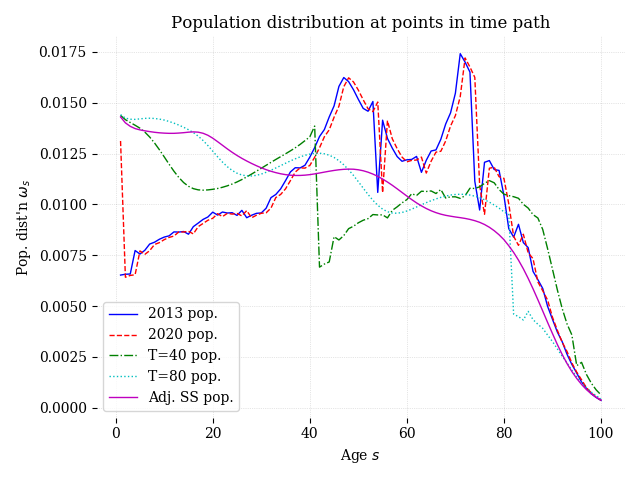 Population distribution at points in time path
Pop. dist'n ωs
0.0175
0.0150
0.0125
0.0100
0.0075
0.0050
0.0025
0.0000
2013 pop.
2020 pop.
T=40 pop.
T=80 pop.
Adj. SS pop.
0 20 40 60 80 100
Age s